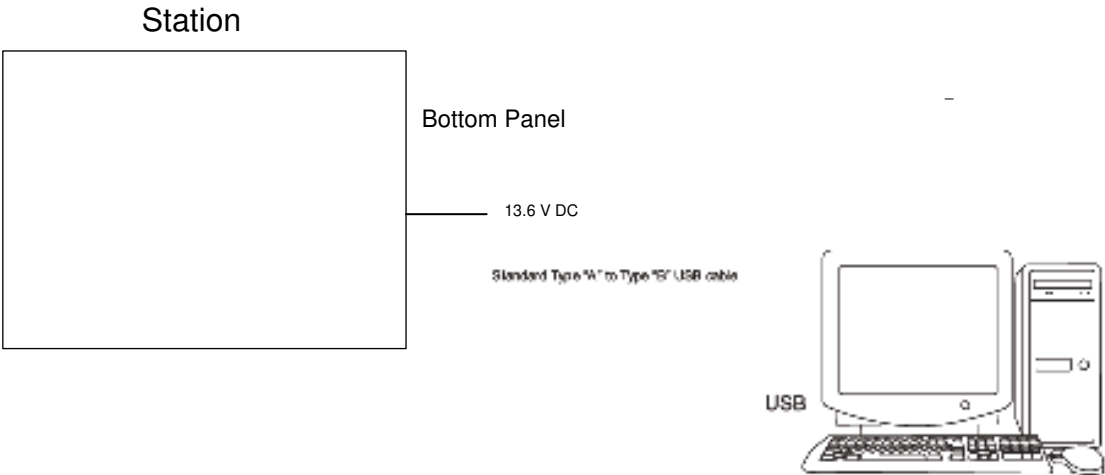 Station
Bottom Panel
13.6 V DC
Standard Type "A" to Type "B" USB cable
USB